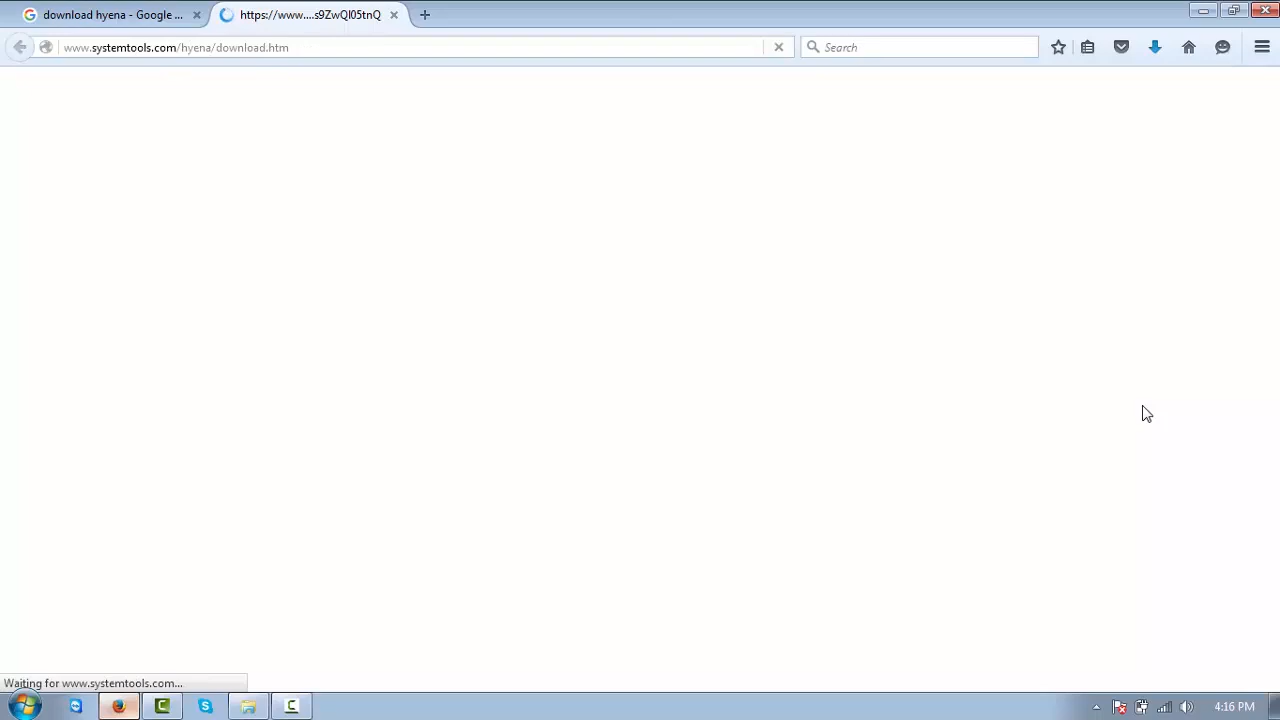 download hyena - Google ...
https://www....s9ZwQl05tnQ
www.systemtools.com/hyena/download.htm
Search
Waiting for www.systemtools.com...
4:16 PM